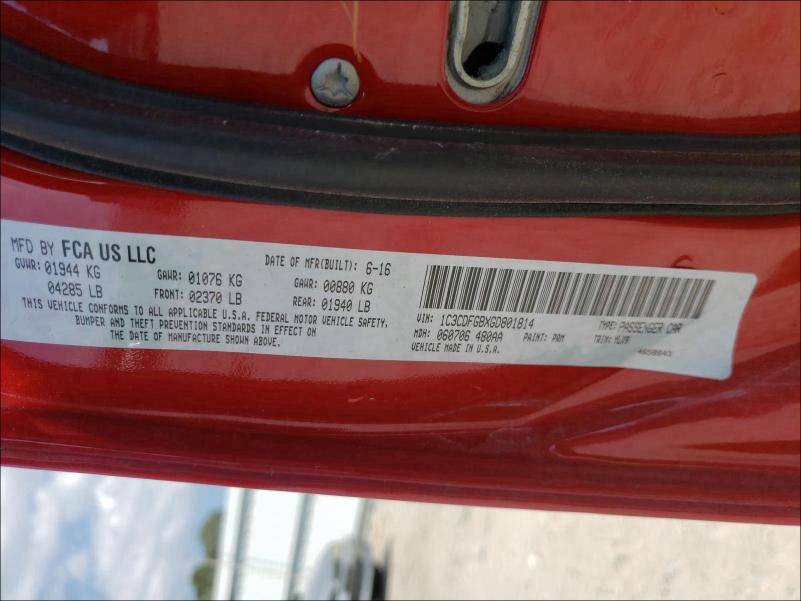 MFD BY FCA US LLC DATE OF MFR(BUILT): 6-16
GVWR: 01944 KG GAWR: 01076 KG GAWR: 00880 KG
04285 LB FRONT: 02370 LB REAR: 01940 LB
THIS VEHICLE CONFORMS TO ALL APPLICABLE U.S.A. FEDERAL MOTOR VEHICLE SAFETY,
BUMPER AND THEFT PREVENTION STANDARDS IN EFFECT ON
THE DATE OF MANUFACTURE SHOWN ABOVE.
VIN: 1C3CDFGBXGD801814 TYPE: PASSENGER CAR
MDH: 060706 480AA PAINT: PRM TRIM:
VEHICLE MADE IN U.S.A.